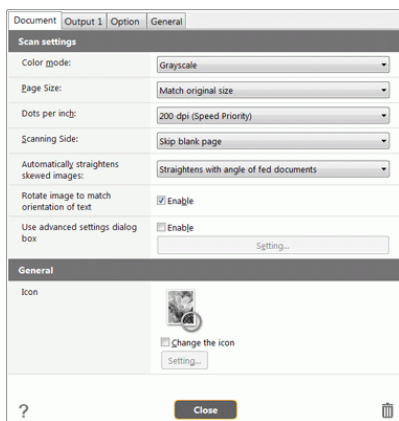 Document Output 1 Option General
Scan settings
Color mode: Grayscale
Page Size: Match original size
Dots per inch: 200 dpi (Speed Priority)
Scanning Side: Skip blank page
Automatically straightens
skewed images: Straightens with angle of fed documents
Rotate image to match
orientation of text Enable
Use advanced settings dialog
box Enable
Setting...
General
Icon
Change the icon
Setting...
? Close